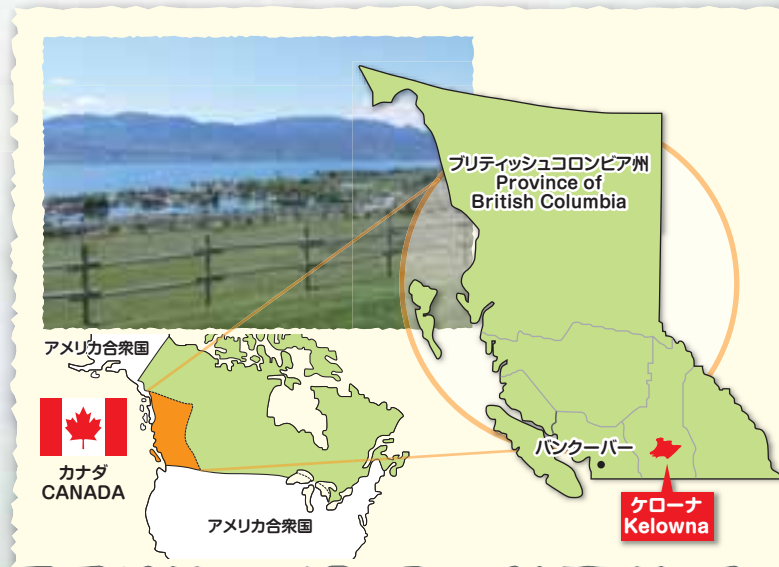 ブリティッシュコロンビア州
Province of
British Columbia
アメリカ合衆国
カナダ
CANADA
アメリカ合衆国
バンクーバー
ケローナ
Kelowna